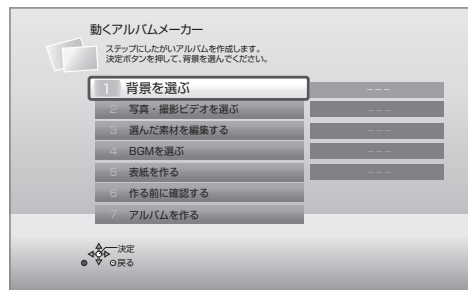 動くアルバムメーカー
ステップにしたがいアルバムを作成します。
決定ボタンを押して、背景を選んでください。
1 背景を選ぶ ---
2 写真・撮影ビデオを選ぶ ---
3 選んだ素材を編集する ---
4 BGMを選ぶ ---
5 表紙を作る ---
6 作る前に確認する
7 アルバムを作る
決定
戻る